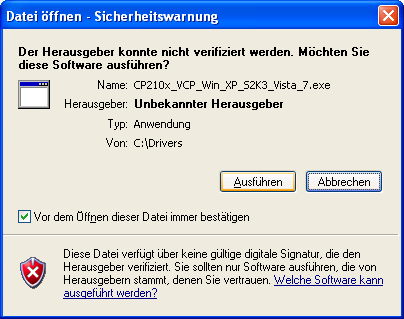 Datei öffnen - Sicherheitswarnung
Der Herausgeber konnte nicht verifiziert werden. Möchten Sie
diese Software ausführen?
Name: CP210x_VCP_Win_XP_S2K3_Vista_7.exe
Herausgeber: Unbekannter Herausgeber
Typ: Anwendung
Von: C:\Drivers
Ausführen Abbrechen
Vor dem Öffnen dieser Datei immer bestätigen
Diese Datei verfügt über keine gültige digitale Signatur, die den
Herausgeber verifiziert. Sie sollten nur Software ausführen, die von
Herausgebern stammt, denen Sie vertrauen. Welche Software kann
ausgeführt werden?